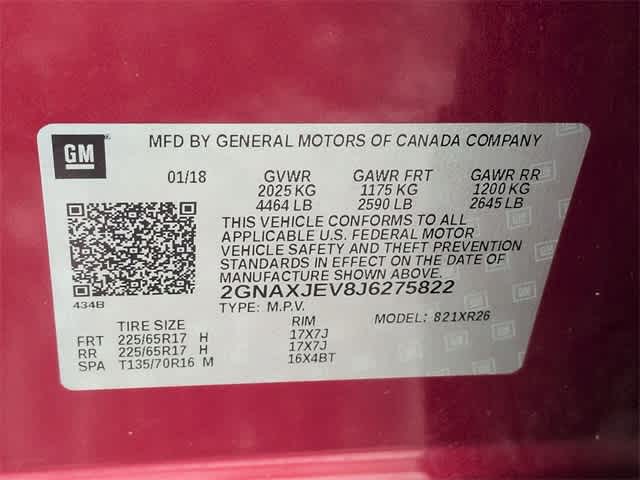 GM
MFD BY GENERAL MOTORS OF CANADA COMPANY
01/18 GVWR GAWR FRT GAWR RR
2025 KG 1175 KG 1200 KG
4464 LB 2590 LB 2645 LB
THIS VEHICLE CONFORMS TO ALL
APPLICABLE U.S. FEDERAL MOTOR
VEHICLE SAFETY AND THEFT PREVENTION
STANDARDS IN EFFECT ON THE DATE OF
MANUFACTURE SHOWN ABOVE.
2GNAXJEV8J6275822
434B TYPE: M.P.V. MODEL: 821XR26
TIRE SIZE RIM
FRT 225/65R17 H 17X7J
RR 225/65R17 H 17X7J
SPA T135/70R16 M 16X4BT